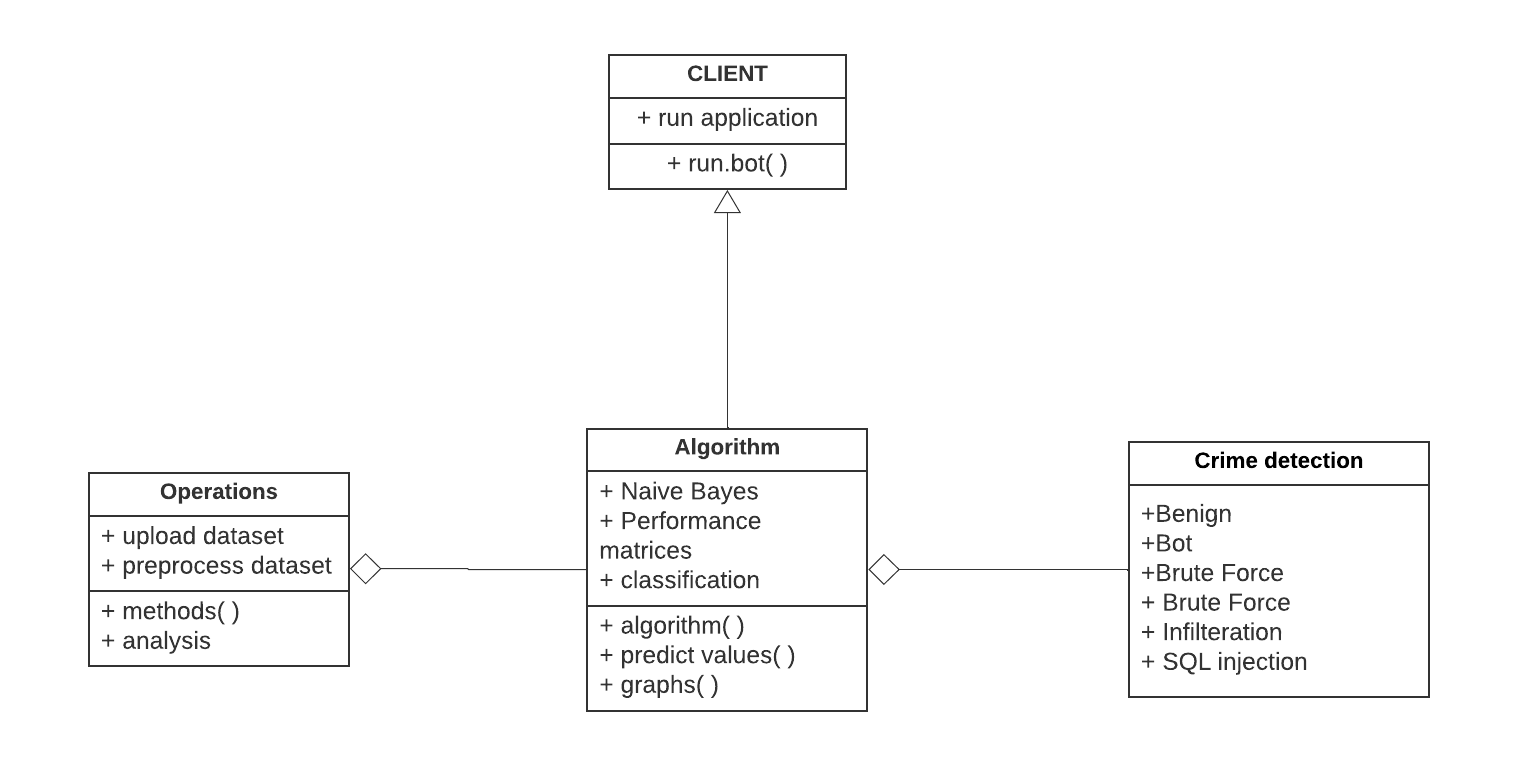 CLIENT
+ run application
+ run.bot( )
Operations
+ upload dataset
+ preprocess dataset
+ methods( )
+ analysis
Algorithm
+ Naive Bayes
+ Performance
matrices
+ classification
+ algorithm( )
+ predict values( )
+ graphs( )
Crime detection
+Benign
+Bot
+Brute Force
+ Brute Force
+ Infilteration
+ SQL injection